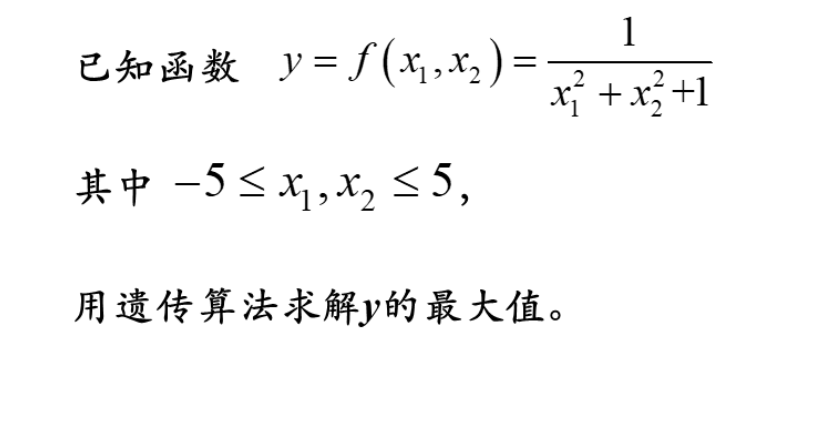 已知函数 y = f(x₁,x₂) = 1/(x₁²+x₂²+1)
其中 −5 ≤ x₁,x₂ ≤ 5,
用遗传算法求解y的最大值。